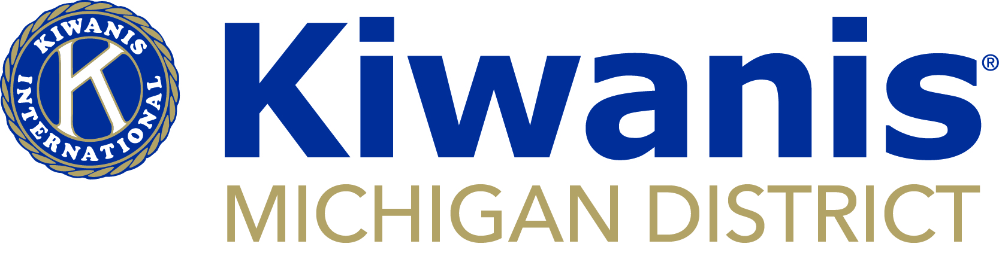 KIWANIS
K
INTERNATIONAL
Kiwanis®
MICHIGAN DISTRICT